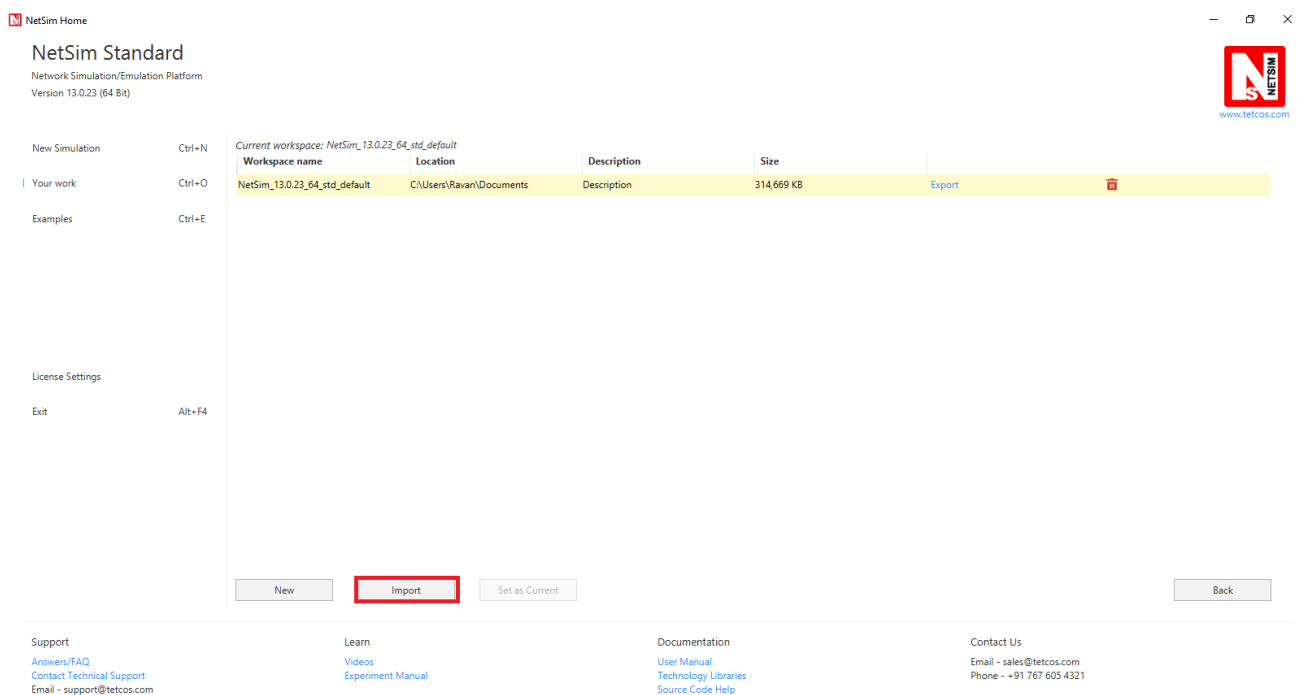 NetSim Home
NetSim Standard
Network Simulation/Emulation Platform
Version 13.0.23 (64 Bit)
NETSIM
N
S
www.tetcos.com
New Simulation Ctrl+N
Your work Ctrl+O
Examples Ctrl+E
License Settings
Exit Alt+F4
Current workspace: NetSim_13.0.23_64_std_default
Workspace name Location Description Size
NetSim_13.0.23_64_std_default C:\Users\Ravan\Documents Description 314,669 KB Export
New Import Set as Current Back
Support
Answers/FAQ
Contact Technical Support
Email - support@tetcos.com
Learn
Videos
Experiment Manual
Documentation
User Manual
Technology Libraries
Source Code Help
Contact Us
Email - sales@tetcos.com
Phone - +91 767 605 4321